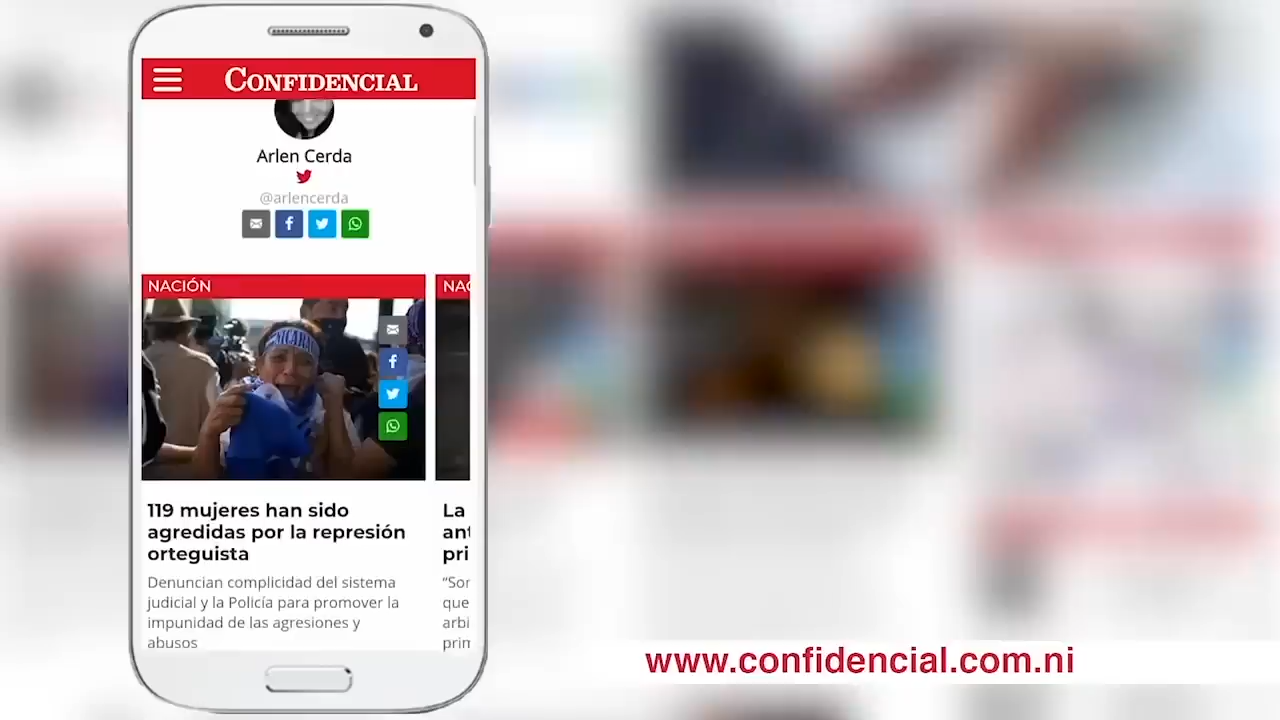 CONFIDENCIAL
Arlen Cerda
@arlencerda
NACIÓN
119 mujeres han sido
agredidas por la represión
orteguista
Denuncian complicidad del sistema
judicial y la Policía para promover la
impunidad de las agresiones y
abusos
La
www.confidencial.com.ni